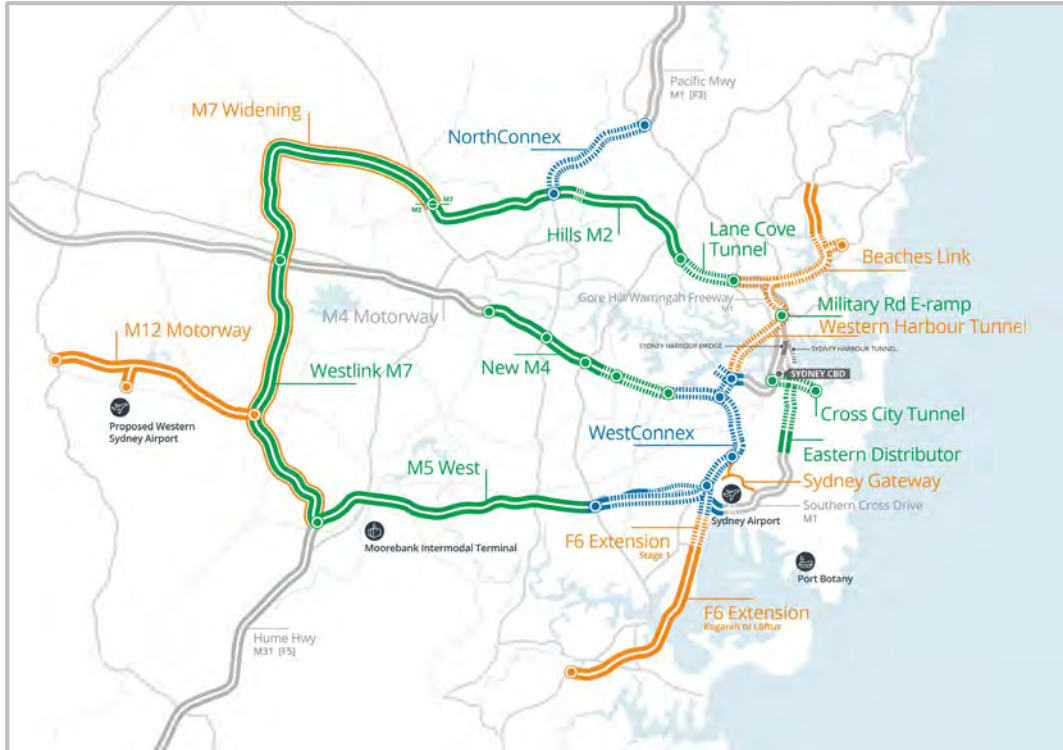 Pacific Mwy
M1 [F3]
M7 Widening
NorthConnex
M7
M2
Hills M2
Lane Cove
Tunnel
Beaches Link
Gore Hill/Warringah Freeway
M1
Military Rd E-ramp
M4 Motorway
Western Harbour Tunnel
M12 Motorway
SYDNEY HARBOUR BRIDGE
SYDNEY HARBOUR TUNNEL
New M4
Westlink M7
SYDNEY CBD
Cross City Tunnel
Proposed Western
Sydney Airport
WestConnex
Eastern Distributor
M5 West
Sydney Gateway
Southern Cross Drive
M1
Sydney Airport
F6 Extension
Stage 1
Moorebank Intermodal Terminal
Port Botany
F6 Extension
Kogarah to Loftus
Hume Hwy
M31 [F5]